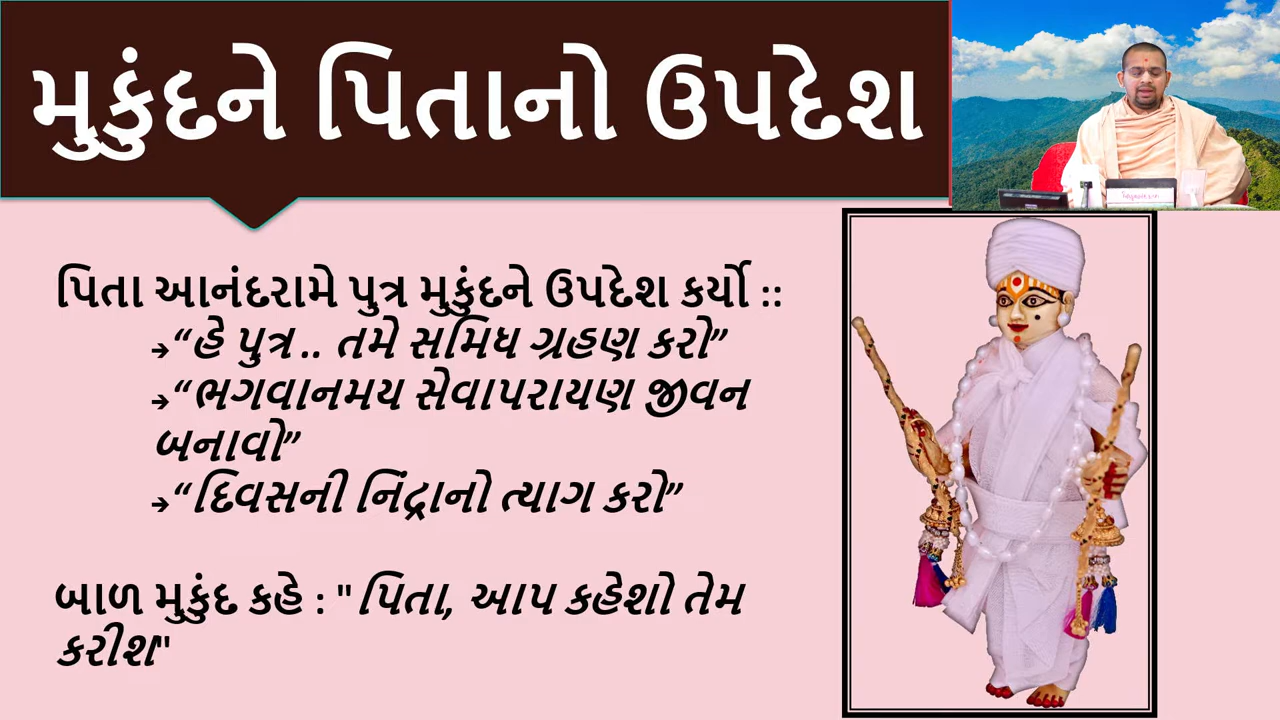 મુકુંદને પિતાનો ઉપદેશ
પિતા આનંદરામે પુત્ર મુકુંદને ઉપદેશ કર્યો ::
→“હે પુત્ર.. તમે સમિધ ગ્રહણ કરો”
→“ભગવાનમય સેવાપરાયણ જીવન
બનાવો”
→“દિવસની નિંદ્રાનો ત્યાગ કરો”
બાળ મુકુંદ કહે : "પિતા, આપ કહેશો તેમ
કરીશ"